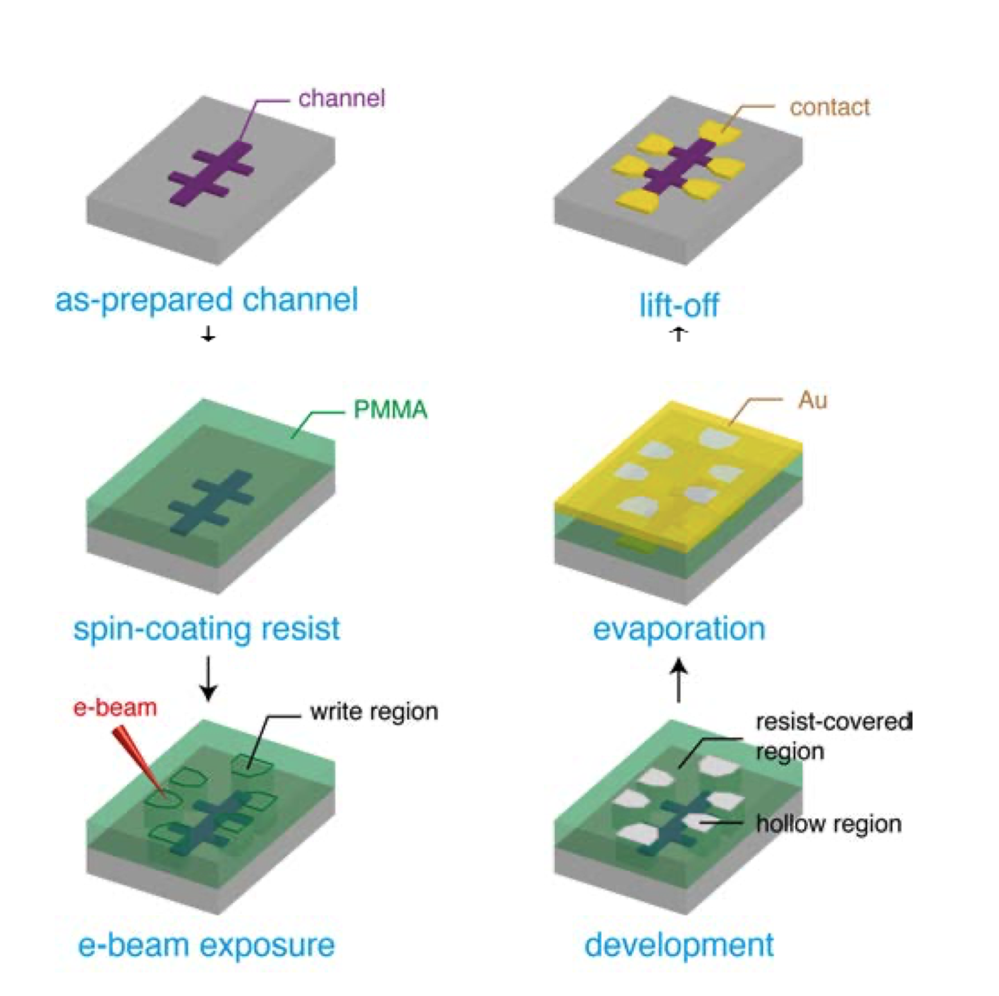 channel
as-prepared channel
PMMA
spin-coating resist
e-beam
write region
e-beam exposure
contact
lift-off
Au
evaporation
resist-covered
region
hollow region
development